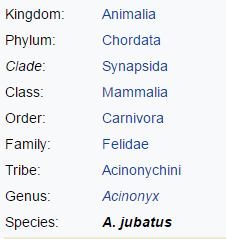 Kingdom: Animalia
Phylum: Chordata
Clade: Synapsida
Class: Mammalia
Order: Carnivora
Family: Felidae
Tribe: Acinonychini
Genus: Acinonyx
Species: A. jubatus